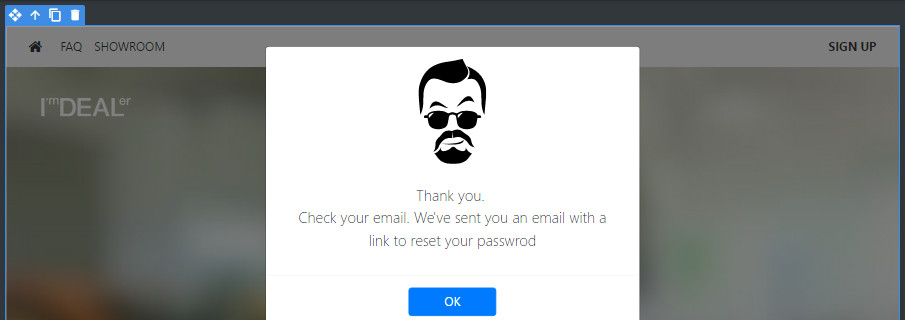 FAQ SHOWROOM SIGN UP
I'mDEALer
Thank you.
Check your email. We've sent you an email with a
link to reset your passwrod
OK